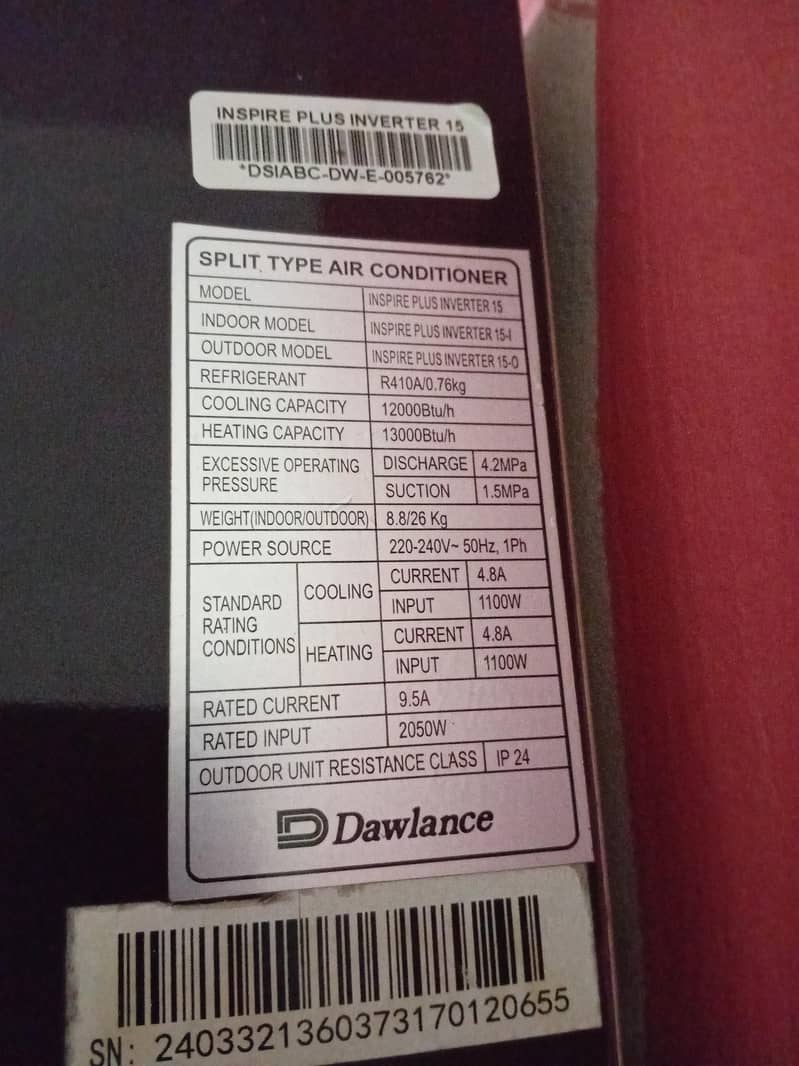 INSPIRE PLUS INVERTER 15
*DSIABC-DW-E-005762*
SPLIT TYPE AIR CONDITIONER
MODEL INSPIRE PLUS INVERTER 15
INDOOR MODEL INSPIRE PLUS INVERTER 15-I
OUTDOOR MODEL INSPIRE PLUS INVERTER 15-O
REFRIGERANT R410A/0.76kg
COOLING CAPACITY 12000Btu/h
HEATING CAPACITY 13000Btu/h
EXCESSIVE OPERATING PRESSURE DISCHARGE 4.2MPa
SUCTION 1.5MPa
WEIGHT(INDOOR/OUTDOOR) 8.8/26 Kg
POWER SOURCE 220-240V~ 50Hz, 1Ph
STANDARD RATING CONDITIONS COOLING CURRENT 4.8A
INPUT 1100W
HEATING CURRENT 4.8A
INPUT 1100W
RATED CURRENT 9.5A
RATED INPUT 2050W
OUTDOOR UNIT RESISTANCE CLASS IP 24
Dawlance
SN: 2403321360373170120655